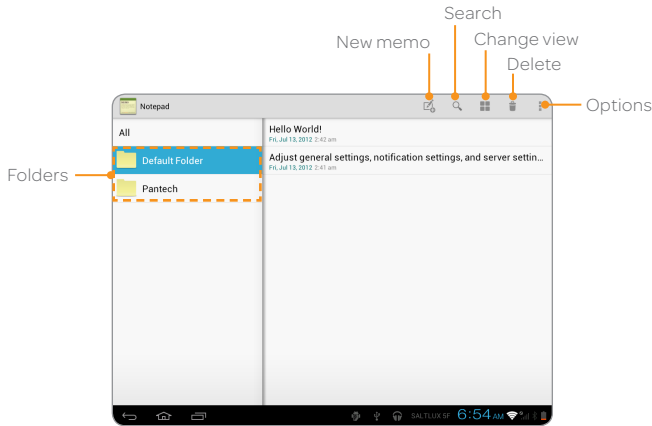 Search
New memo
Change view
Delete
Options
Notepad
All
Default Folder
Pantech
Folders
Hello World!
Fri, Jul 13, 2012 2:42 am
Adjust general settings, notification settings, and server settin...
Fri, Jul 13, 2012 2:41 am
SALTLUX 5F 6:54 AM